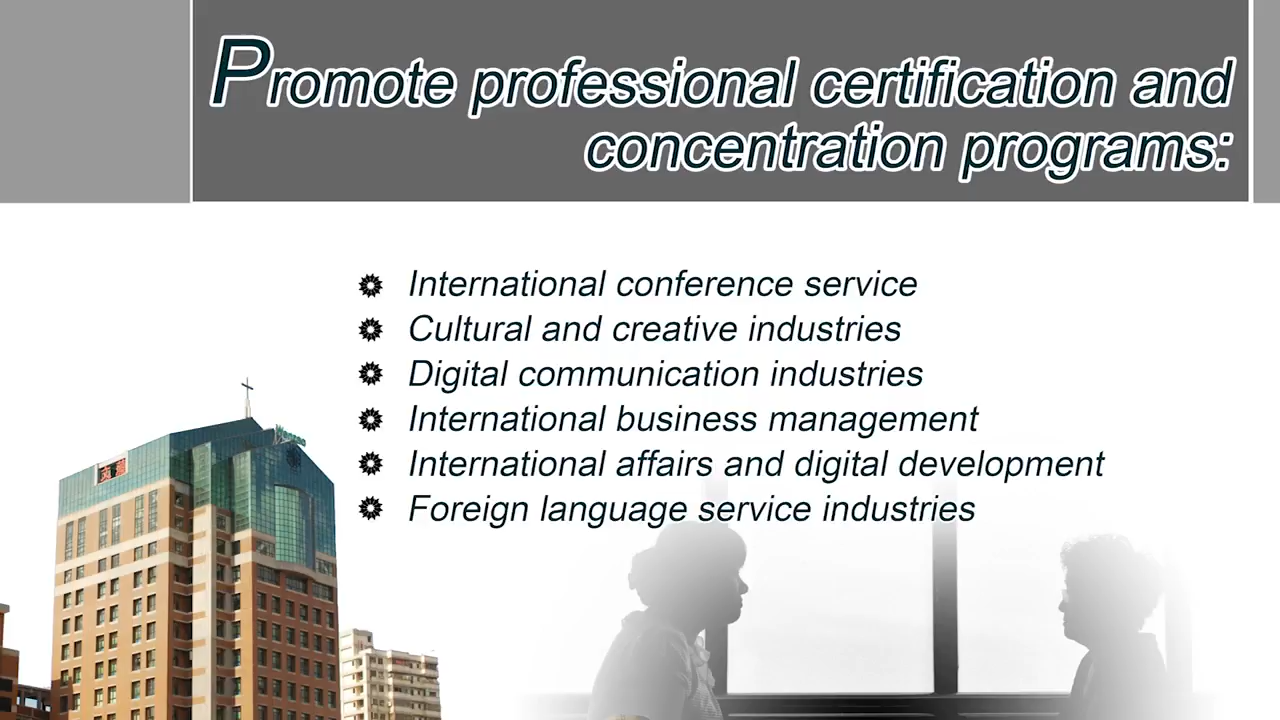 Promote professional certification and
concentration programs:
International conference service
Cultural and creative industries
Digital communication industries
International business management
International affairs and digital development
Foreign language service industries
文